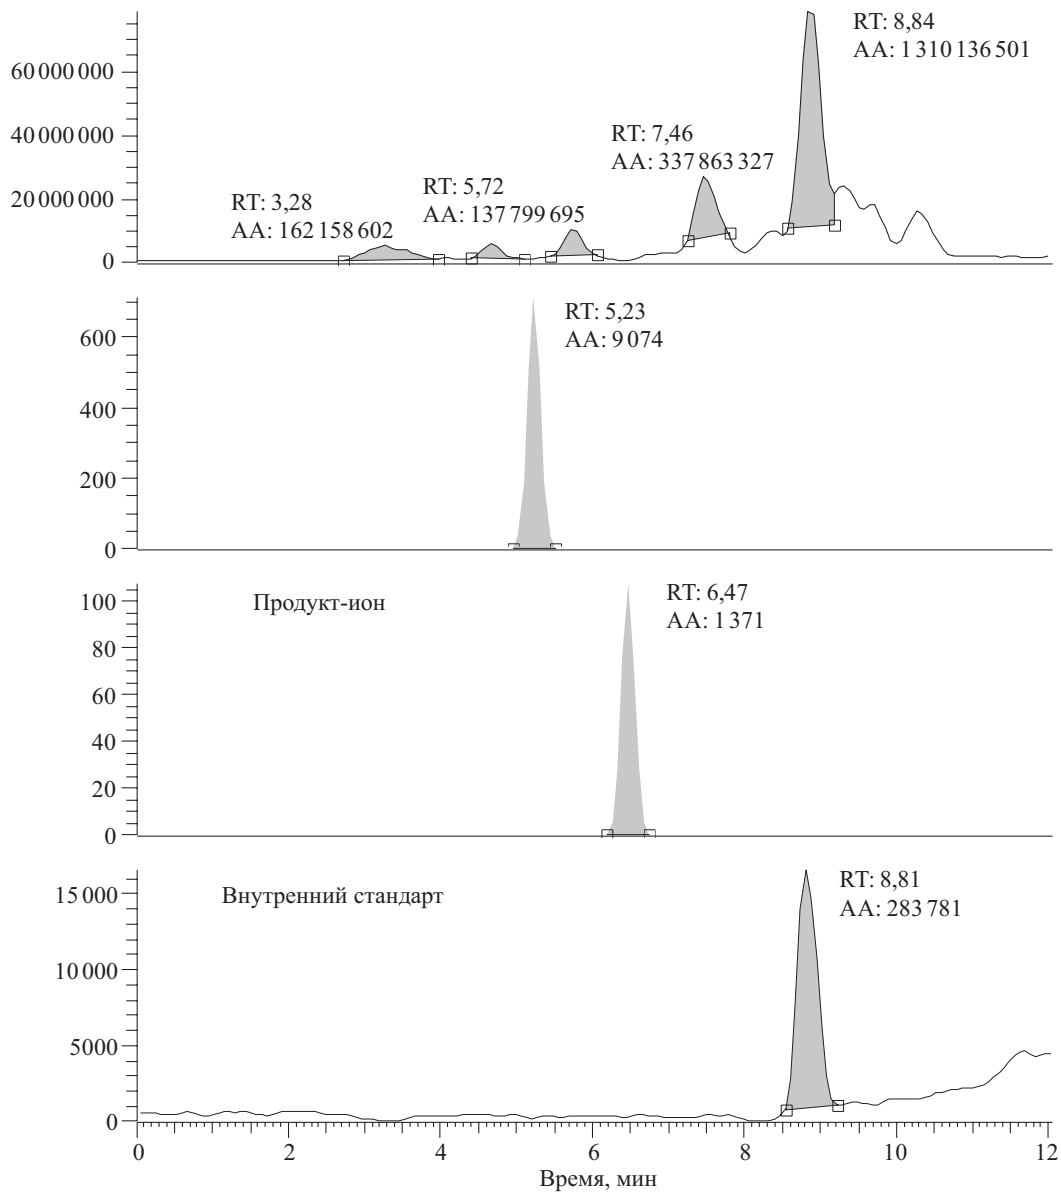 RT: 8,84
AA: 1 310 136 501
60 000 000
RT: 7,46
40 000 000
AA: 337 863 327
RT: 5,72
20 000 000
RT: 3,28
AA: 137 799 695
AA: 162 158 602
0
RT: 5,23
600
AA: 9 074
400
200
0
Продукт-ион
RT: 6,47
100
AA: 1 371
80
60
40
20
0
RT: 8,81
15 000
Внутренний стандарт
AA: 283 781
10 000
5000
0
0 2 4 6 8 10 12
Время, мин